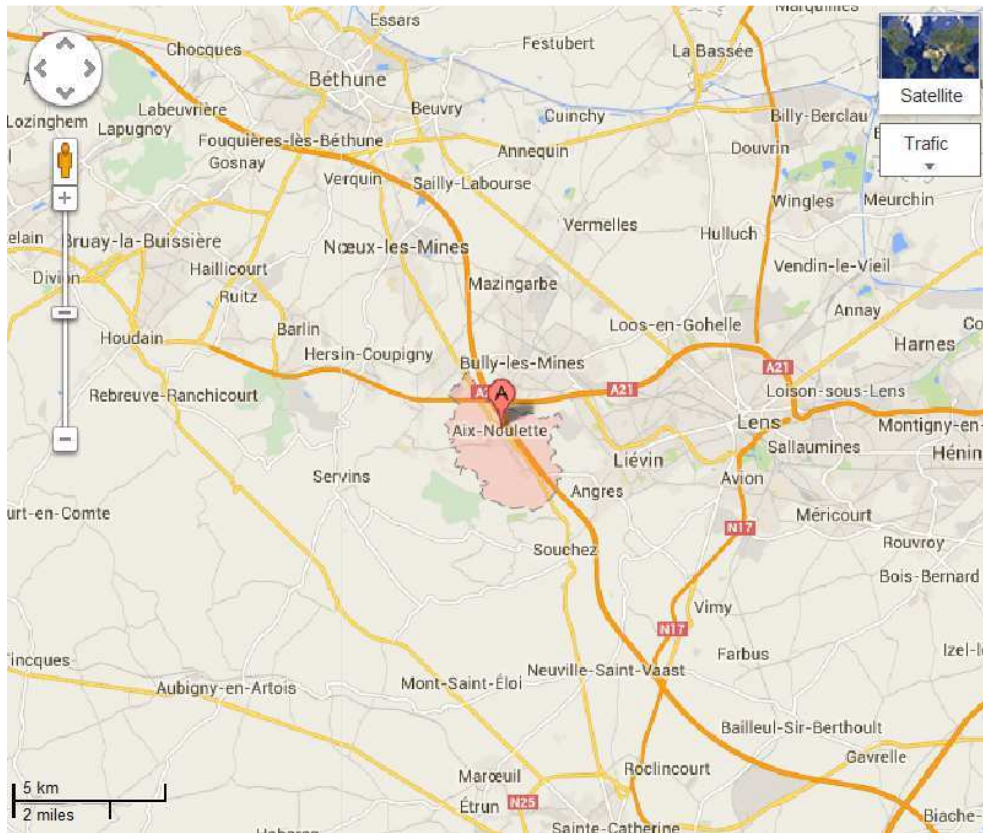 Marquillies
Essars
Festubert
La Bassée
Chocques
Béthune
Satellite
Lozinghem
Labeuvrière
Lapugnoy
Beuvry
Cuinchy
Billy-Berclau
Fouquières-lès-Béthune
Gosnay
Annequin
Douvrin
Trafic
Verquin
Sailly-Labourse
Wingles
Meurchin
Vermelles
Hulluch
Bruay-la-Buissière
Nœux-les-Mines
Haillicourt
Vendin-le-Vieil
Divion
Ruitz
Mazingarbe
Annay
Houdain
Barlin
Loos-en-Gohelle
Harnes
Hersin-Coupigny
Bully-les-Mines
A21
Rebreuve-Ranchicourt
A21
Loison-sous-Lens
A
Aix-Noulette
Lens
Montigny-en-
Liévin
Sallaumines
Hénin
Servins
Avion
Angres
urt-en-Comte
Méricourt
N17
Souchez
Rouvroy
Bois-Bernard
Vimy
N17
Farbus
Izel-l
Tincques
Neuville-Saint-Vaast
Aubigny-en-Artois
Mont-Saint-Éloi
Bailleul-Sir-Berthoult
Gavrelle
Marœuil
Roclincourt
5 km
2 miles
Étrun
N25
Biache-
Sainte-Catherine